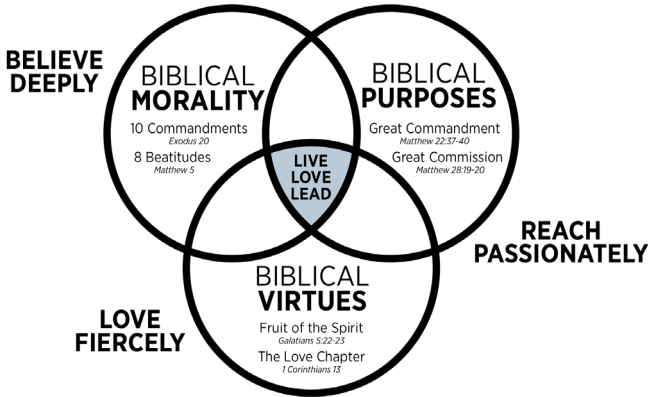 BELIEVE
DEEPLY
BIBLICAL
MORALITY
10 Commandments
Exodus 20
8 Beatitudes
Matthew 5
BIBLICAL
PURPOSES
Great Commandment
Matthew 22:37-40
Great Commission
Matthew 28:19-20
LIVE
LOVE
LEAD
REACH
PASSIONATELY
BIBLICAL
VIRTUES
Fruit of the Spirit
Galatians 5:22-23
The Love Chapter
1 Corinthians 13
LOVE
FIERCELY